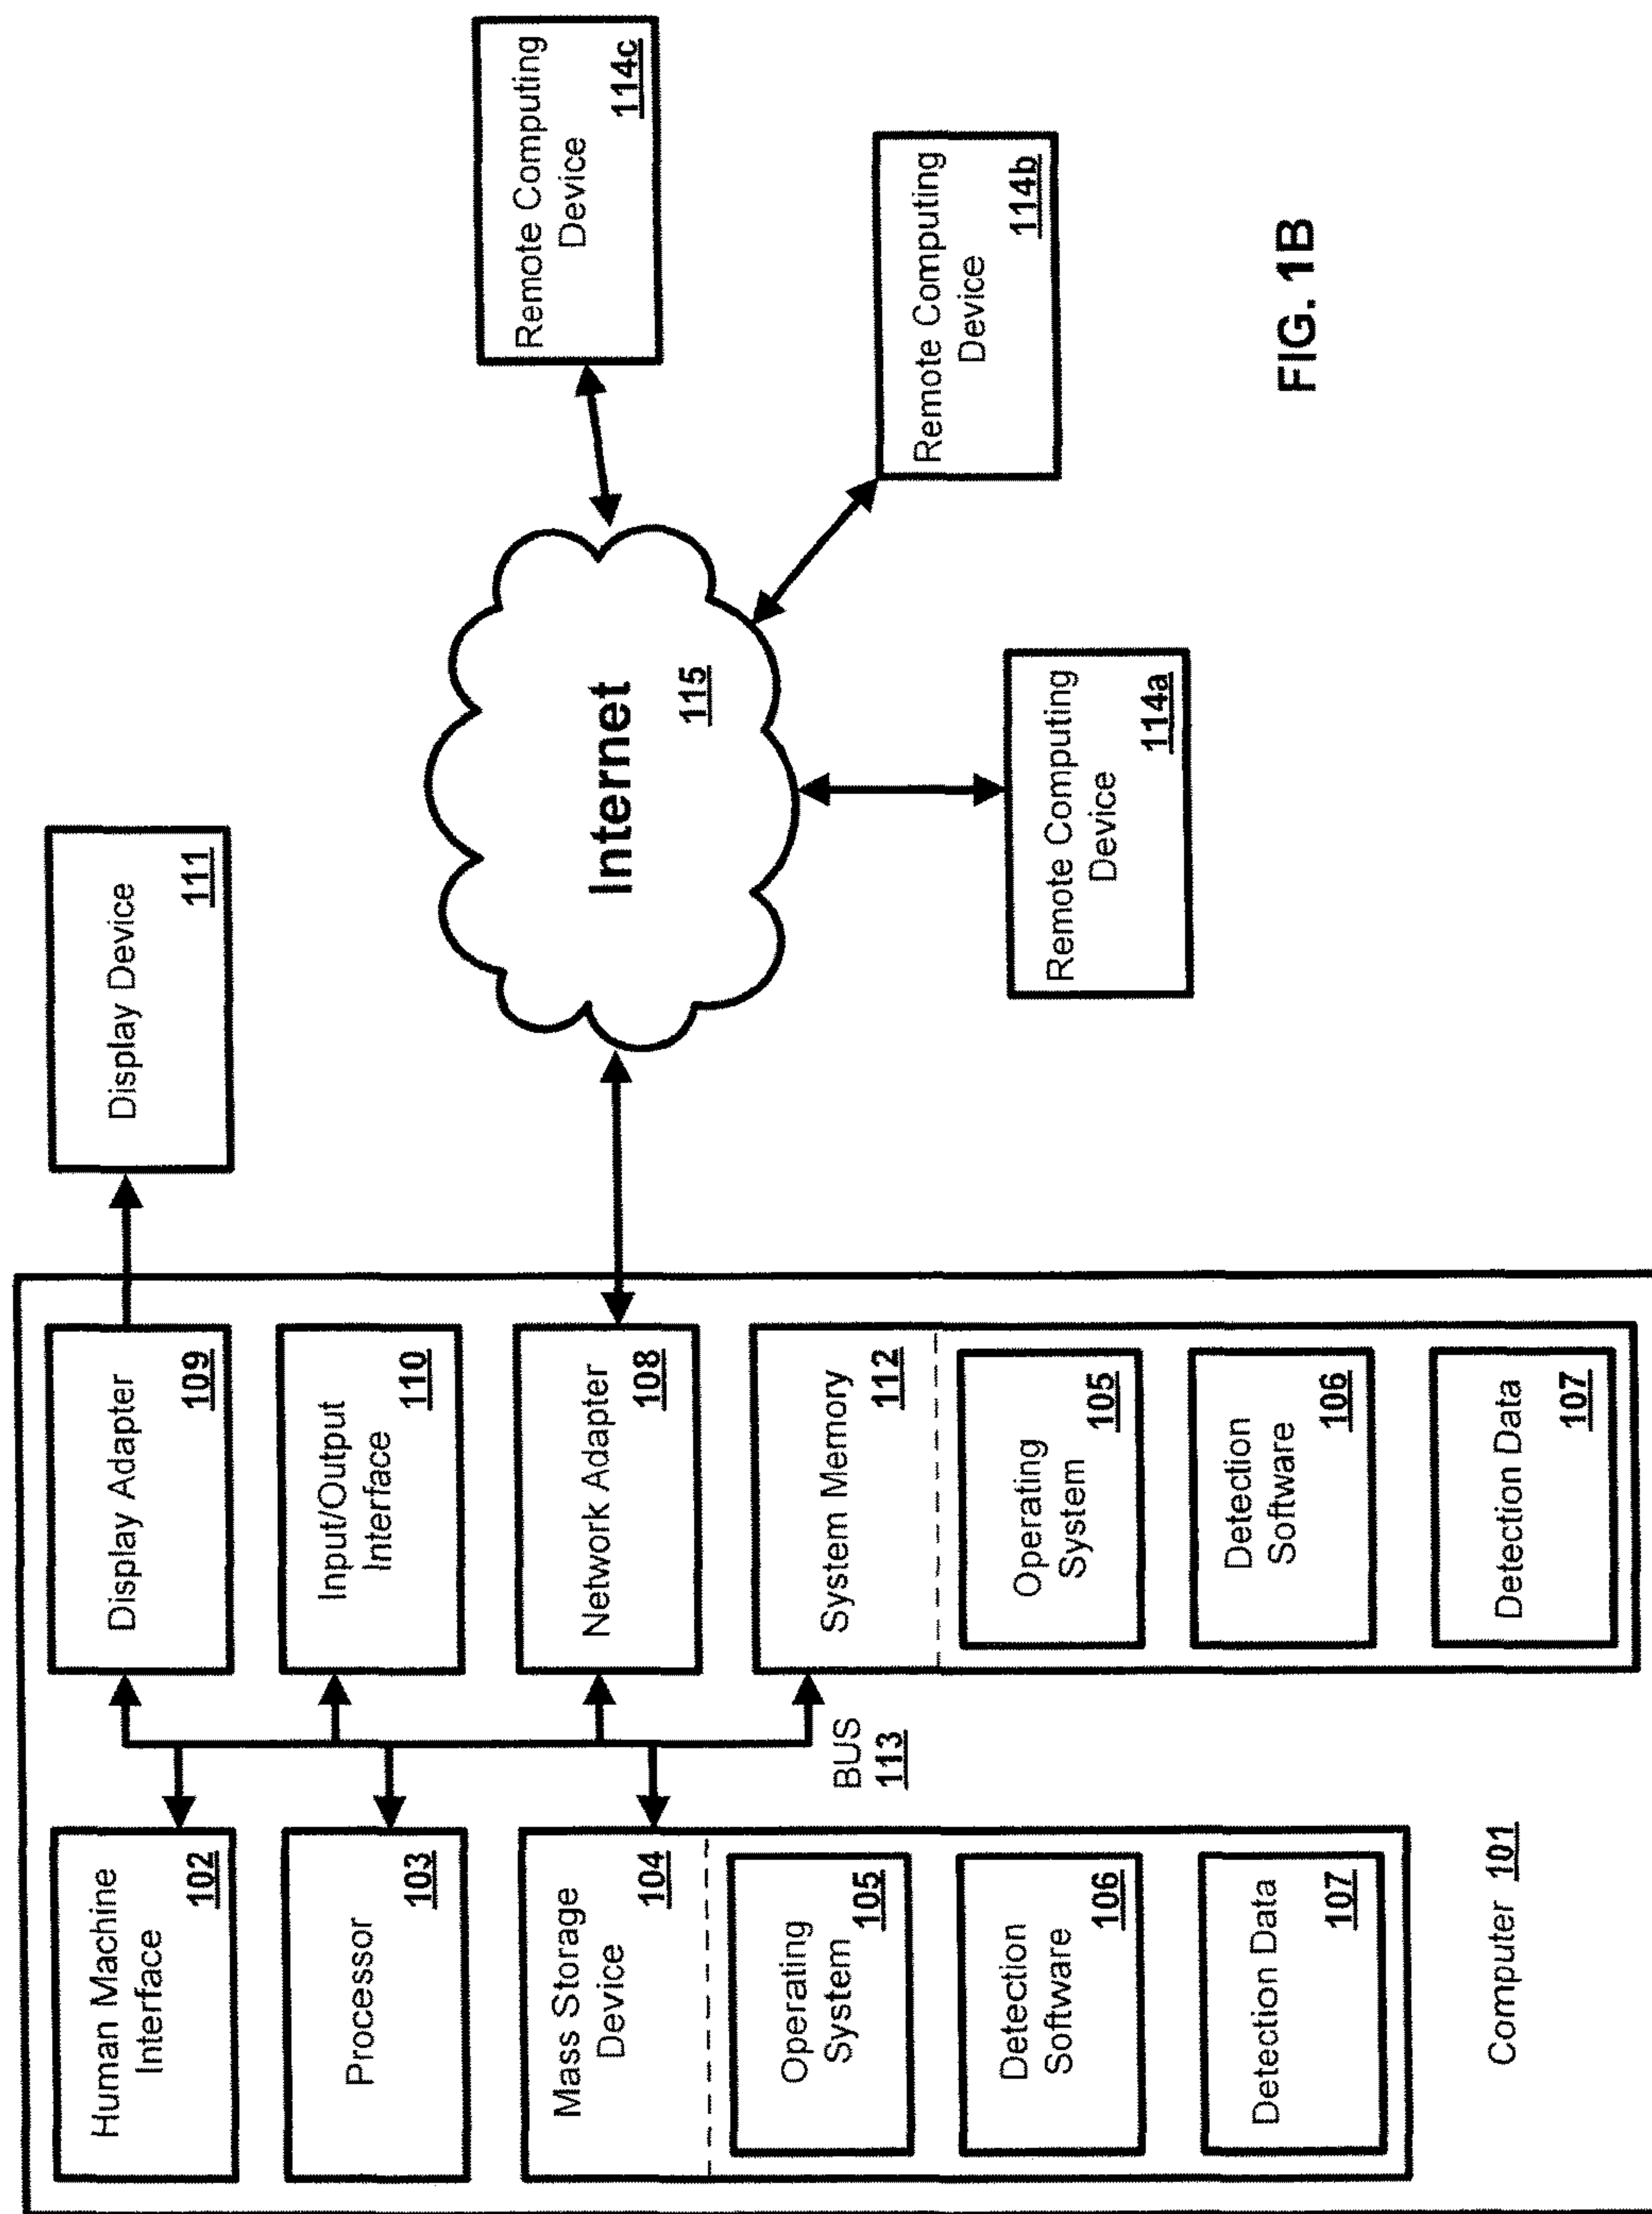 Human Machine
Interface
102
Processor
103
Mass Storage
Device
104
Operating
System
105
Detection
Software
106
Detection Data
107
Computer 101
BUS
113
Display Adapter
109
Input/Output
Interface
110
Network Adapter
108
System Memory
112
Operating
System
105
Detection
Software
106
Detection Data
107
Display Device
111
Internet
115
Remote Computing
Device
114a
Remote Computing
Device
114b
Remote Computing
Device
114c
FIG. 1B